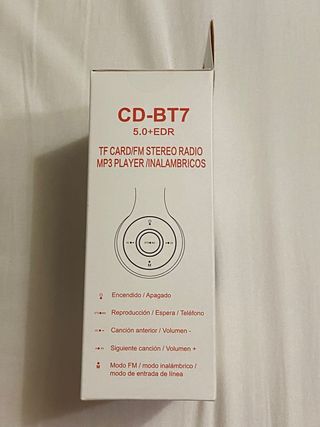 CD-BT7
5.0+EDR
TF CARD/FM STEREO RADIO
MP3 PLAYER /INALAMBRICOS
M
Encendido / Apagado
Reproducción / Espera / Teléfono
Canción anterior / Volumen -
Siguiente canción / Volumen +
M
Modo FM / modo inalámbrico /
modo de entrada de línea